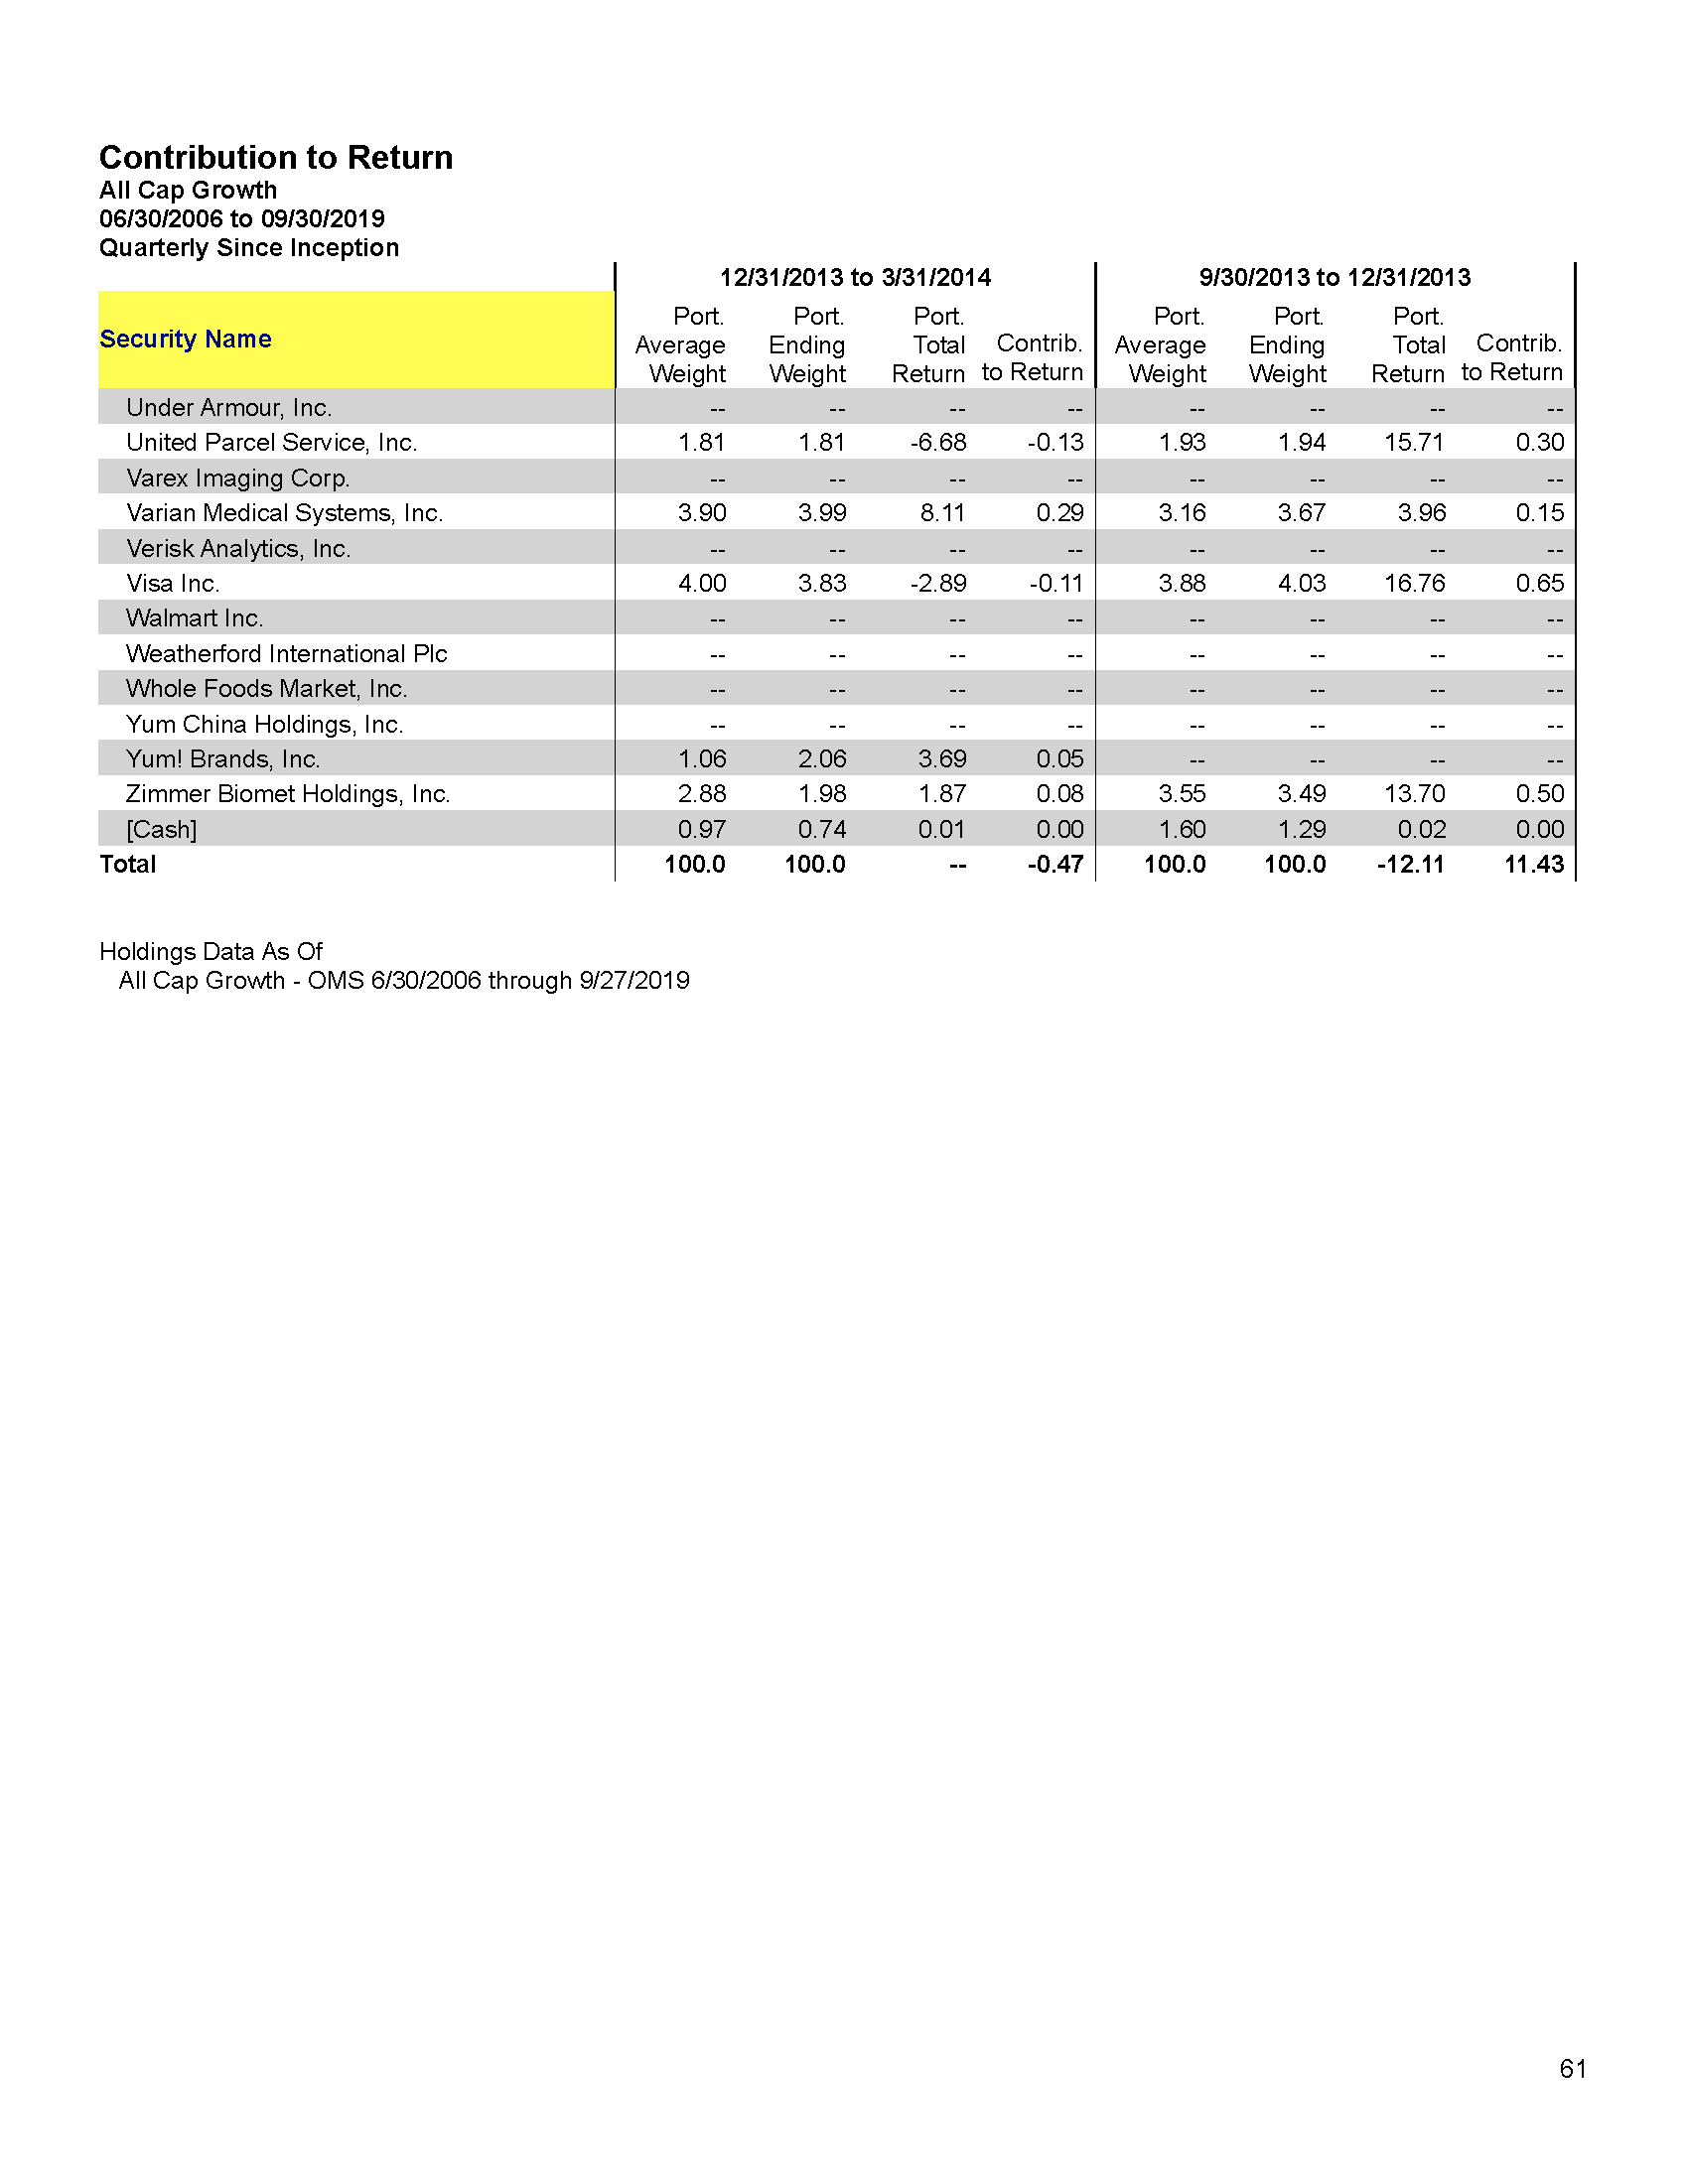 Contribution to Return
All Cap Growth
06/30/2006 to 09/30/2019
Quarterly Since Inception
12/31/2013 to 3/31/2014 9/30/2013 to 12/31/2013
Security Name Port. Average Weight Port. Ending Weight Port. Total Return Contrib. to Return Port. Average Weight Port. Ending Weight Port. Total Return Contrib. to Return
Under Armour, Inc. -- -- -- -- -- -- -- --
United Parcel Service, Inc. 1.81 1.81 -6.68 -0.13 1.93 1.94 15.71 0.30
Varex Imaging Corp. -- -- -- -- -- -- -- --
Varian Medical Systems, Inc. 3.90 3.99 8.11 0.29 3.16 3.67 3.96 0.15
Verisk Analytics, Inc. -- -- -- -- -- -- -- --
Visa Inc. 4.00 3.83 -2.89 -0.11 3.88 4.03 16.76 0.65
Walmart Inc. -- -- -- -- -- -- -- --
Weatherford International Plc -- -- -- -- -- -- -- --
Whole Foods Market, Inc. -- -- -- -- -- -- -- --
Yum China Holdings, Inc. -- -- -- -- -- -- -- --
Yum! Brands, Inc. 1.06 2.06 3.69 0.05 -- -- -- --
Zimmer Biomet Holdings, Inc. 2.88 1.98 1.87 0.08 3.55 3.49 13.70 0.50
[Cash] 0.97 0.74 0.01 0.00 1.60 1.29 0.02 0.00
Total 100.0 100.0 -- -0.47 100.0 100.0 -12.11 11.43
Holdings Data As Of
All Cap Growth - OMS 6/30/2006 through 9/27/2019
61